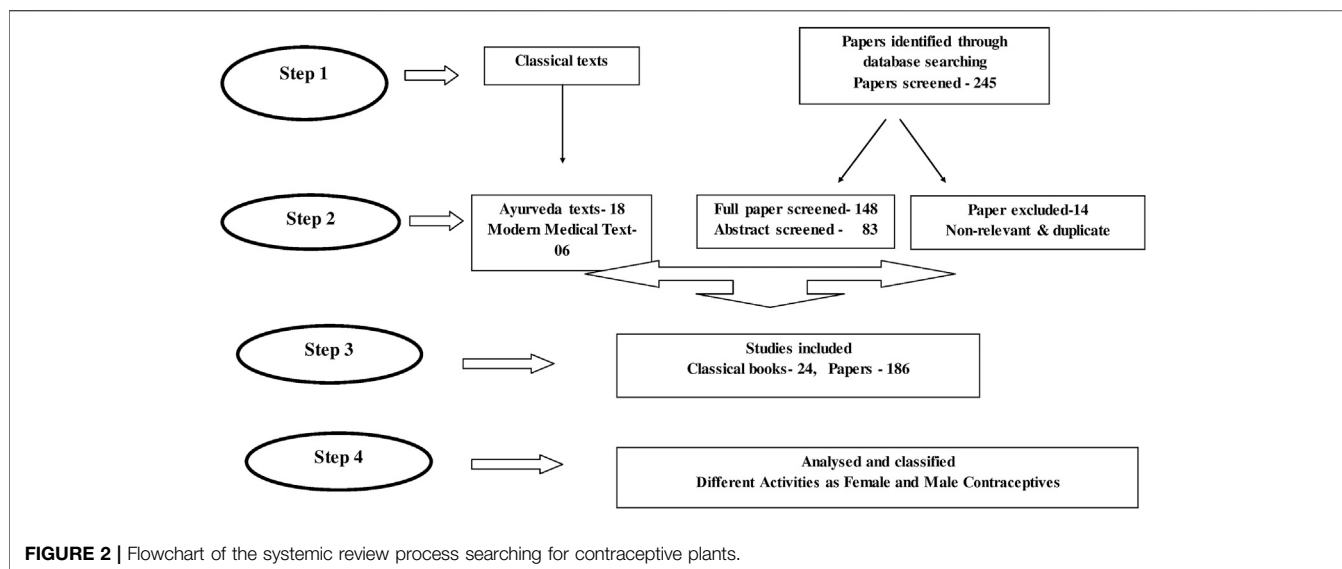 Step 1
Classical texts
Papers identified through
database searching
Papers screened - 245
Step 2
Ayurveda texts- 18
Modern Medical Text-
06
Full paper screened- 148
Abstract screened - 83
Paper excluded-14
Non-relevant & duplicate
Step 3
Studies included
Classical books- 24, Papers - 186
Step 4
Analysed and classified
Different Activities as Female and Male Contraceptives
FIGURE 2 | Flowchart of the systemic review process searching for contraceptive plants.